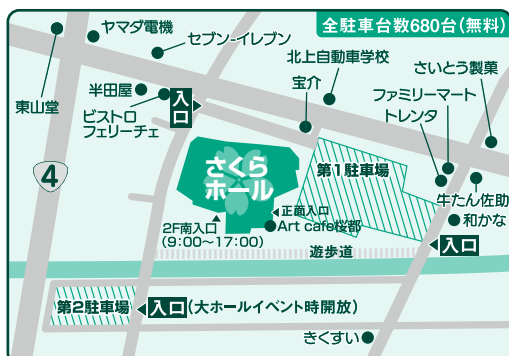 全駐車台数680台(無料)
ヤマダ電機
セブン-イレブン
北上自動車学校
さいとう製菓
東山堂
半田屋
宝介
ファミリーマート
トレンタ
ビストロ
フェリーチェ
入口
さくら
ホール
第1駐車場
4
牛たん佐助
和かな
正面入口
2F南入口
(9:00〜17:00)
Art cafe桜都
入口
遊歩道
第2駐車場
入口(大ホールイベント時開放)
きくすい